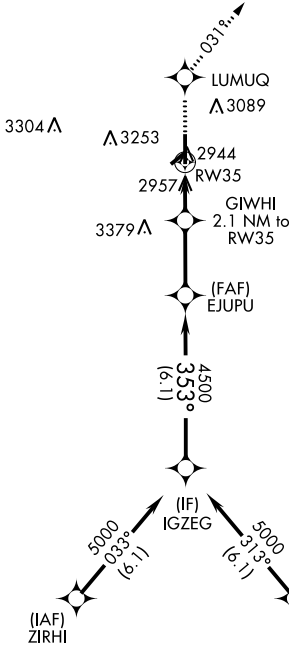 031°
LUMUQ
3089
3304
3253
2944
RW35
2957
GIWHI
2.1 NM to
RW35
3379
(FAF)
EJUPU
4500
353°
(6.1)
(IF)
IGZEG
5000
033°
(6.1)
5000
313°
(6.1)
(IAF)
ZIRHI